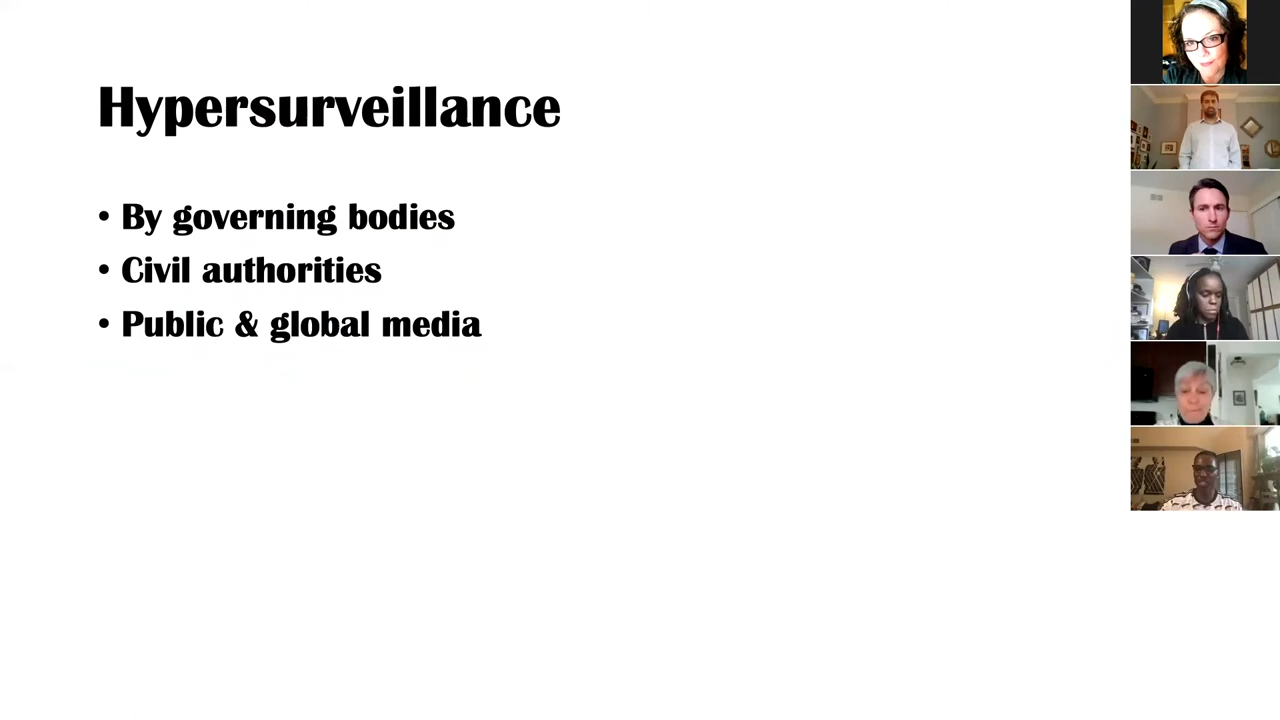 Hypersurveillance
• By governing bodies
• Civil authorities
• Public & global media